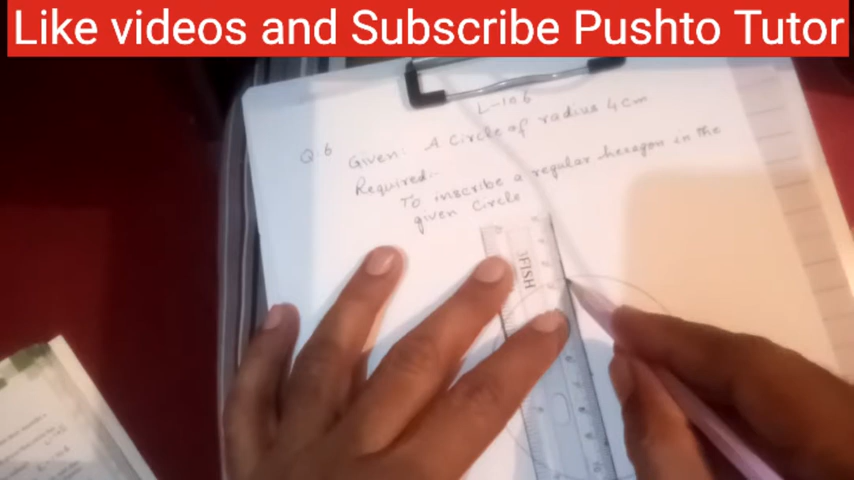 Like videos and Subscribe Pushto Tutor
L-106
Q:6 Given: A Circle of radius 4cm
Required:-
To inscribe a regular hexagon in the
given Circle
FISH